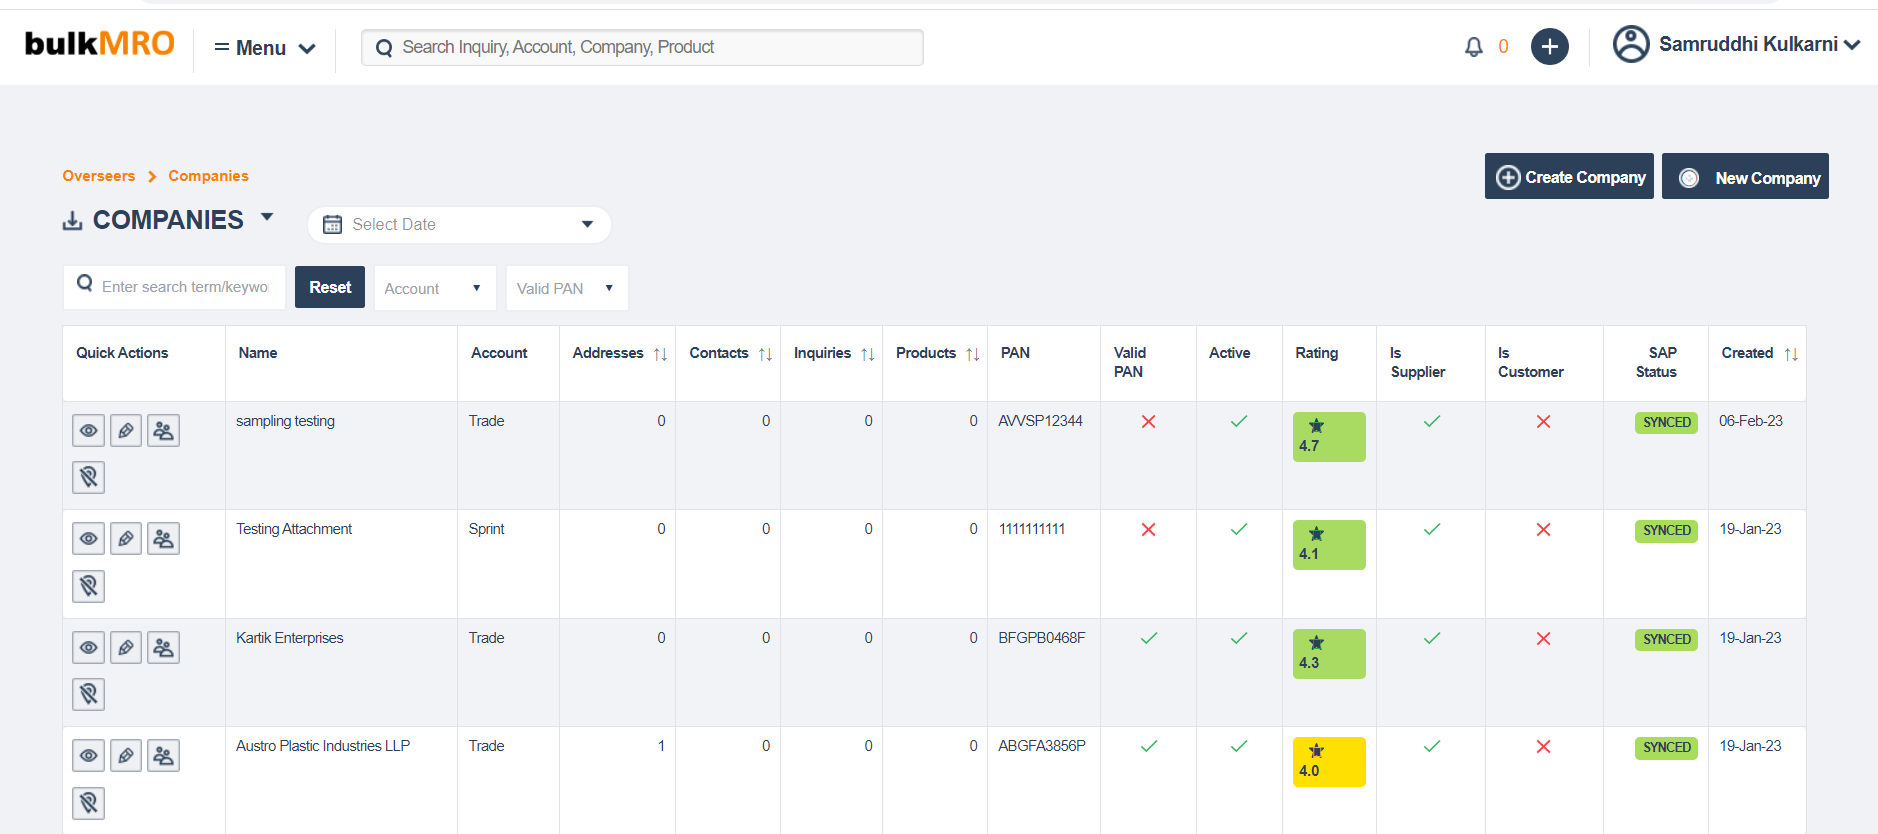 bulkMRO
Menu
Search Inquiry, Account, Company, Product
0
Samruddhi Kulkarni
Overseers > Companies
Create Company
New Company
COMPANIES
Select Date
Enter search term/keywo
Reset
Account
Valid PAN
Quick Actions Name Account Addresses Contacts Inquiries Products PAN Valid PAN Active Rating Is Supplier Is Customer SAP Status Created
sampling testing Trade 0 0 0 0 AVVSP12344 4.7 SYNCED 06-Feb-23
Testing Attachment Sprint 0 0 0 0 1111111111 4.1 SYNCED 19-Jan-23
Kartik Enterprises Trade 0 0 0 0 BFGPB0468F 4.3 SYNCED 19-Jan-23
Austro Plastic Industries LLP Trade 1 0 0 0 ABGFA3856P 4.0 SYNCED 19-Jan-23